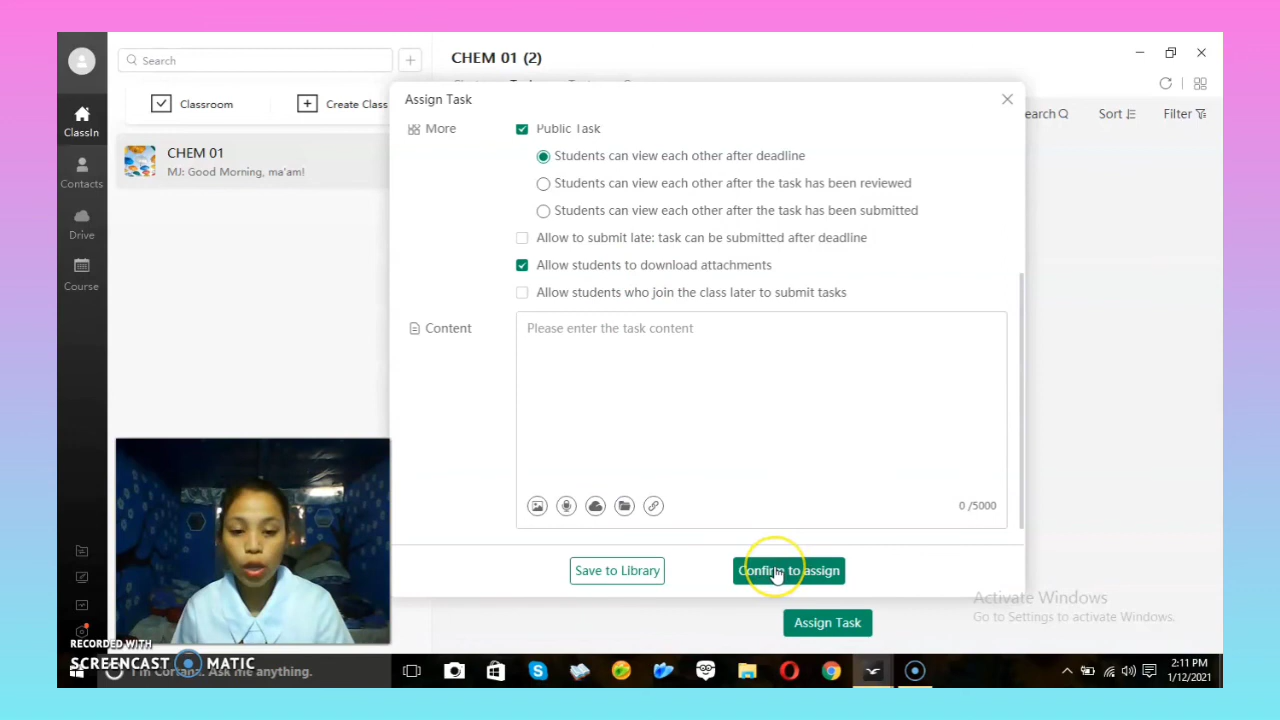 Search
CHEM 01 (2)
Classroom
Create Class
Assign Task
earch
Sort
Filter
ClassIn
CHEM 01
MJ: Good Morning, ma'am!
Contacts
Drive
Course
More
Public Task
Students can view each other after deadline
Students can view each other after the task has been reviewed
Students can view each other after the task has been submitted
Allow to submit late: task can be submitted after deadline
Allow students to download attachments
Allow students who join the class later to submit tasks
Content
Please enter the task content
0 /5000
Save to Library
Confirm to assign
Assign Task
Activate Windows
Go to Settings to activate Windows.
RECORDED WITH
SCREENCAST MATIC
I'm Cortana. Ask me anything.
2:11 PM
1/12/2021